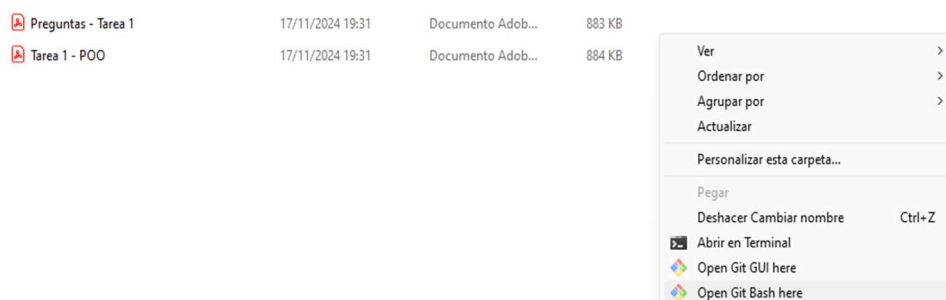 Preguntas - Tarea 1 17/11/2024 19:31 Documento Adob... 883 KB
Tarea 1 - POO 17/11/2024 19:31 Documento Adob... 884 KB
Ver
Ordenar por
Agrupar por
Actualizar
Personalizar esta carpeta...
Pegar
Deshacer Cambiar nombre Ctrl+Z
Abrir en Terminal
Open Git GUI here
Open Git Bash here